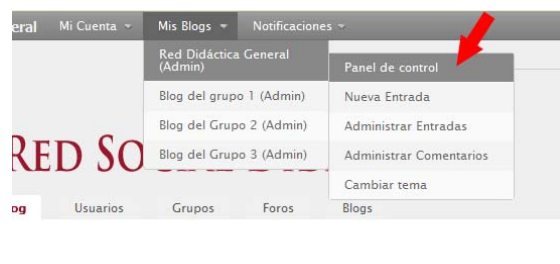 eral Mi Cuenta Mis Blogs Notificaciones
Red Didáctica General
(Admin)
Panel de control
Blog del grupo 1 (Admin)
Nueva Entrada
Blog del Grupo 2 (Admin)
Administrar Entradas
RED SO
Blog del Grupo 3 (Admin)
Administrar Comentarios
Cambiar tema
og Usuarios Grupos Foros Blogs